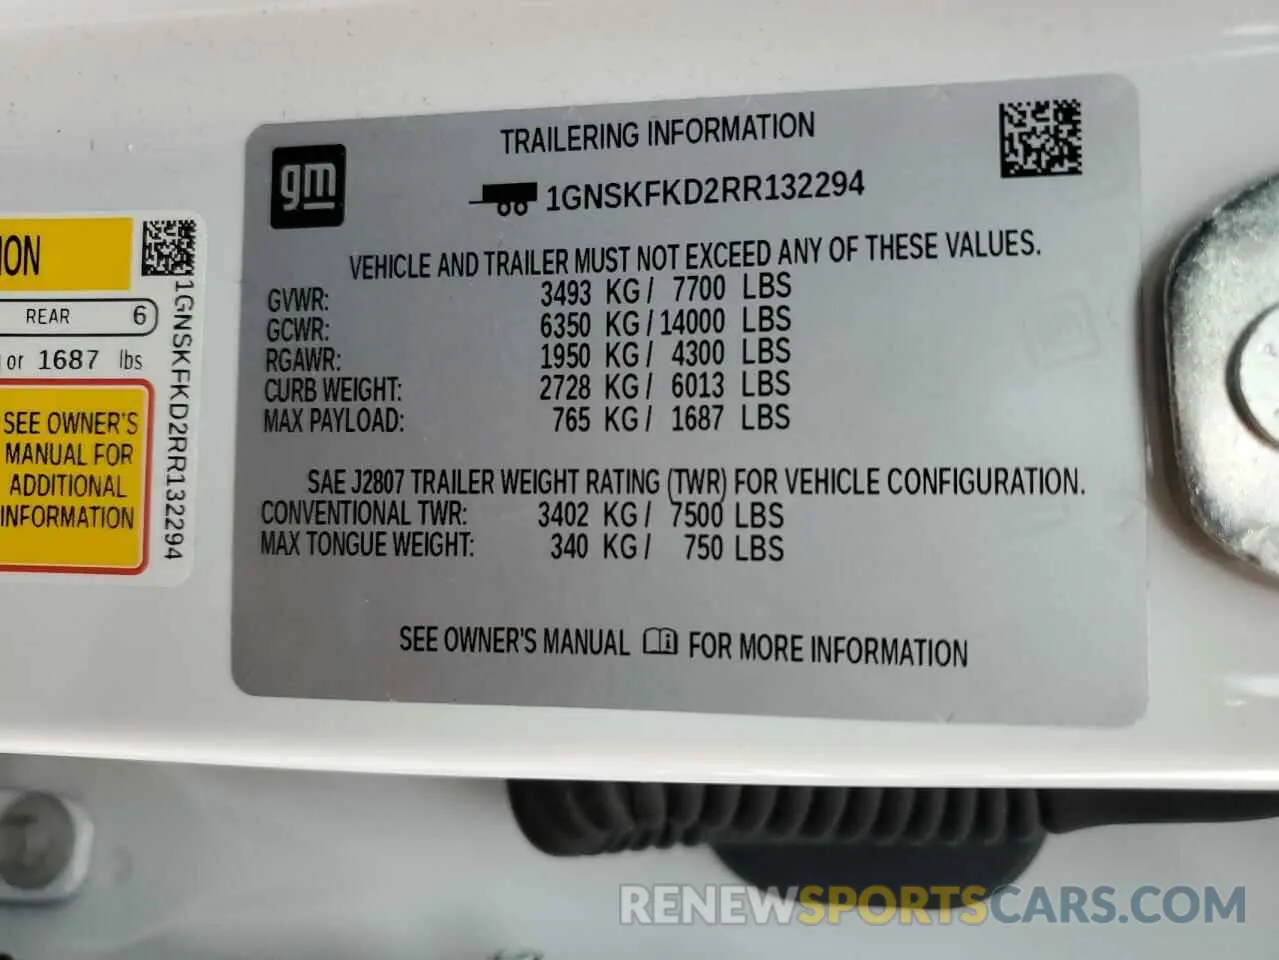 gm
TRAILERING INFORMATION
1GNSKFKD2RR132294
VEHICLE AND TRAILER MUST NOT EXCEED ANY OF THESE VALUES.
GVWR: 3493 KG/ 7700 LBS
GCWR: 6350 KG/14000 LBS
RGAWR: 1950 KG/ 4300 LBS
CURB WEIGHT: 2728 KG/ 6013 LBS
MAX PAYLOAD: 765 KG/ 1687 LBS
SAE J2807 TRAILER WEIGHT RATING (TWR) FOR VEHICLE CONFIGURATION.
CONVENTIONAL TWR: 3402 KG/ 7500 LBS
MAX TONGUE WEIGHT: 340 KG/ 750 LBS
SEE OWNER'S MANUAL FOR MORE INFORMATION
ION
REAR 6
or 1687 lbs
SEE OWNER'S
MANUAL FOR
ADDITIONAL
INFORMATION
1GNSKFKD2RR132294
RENEWSPORTSCARS.COM